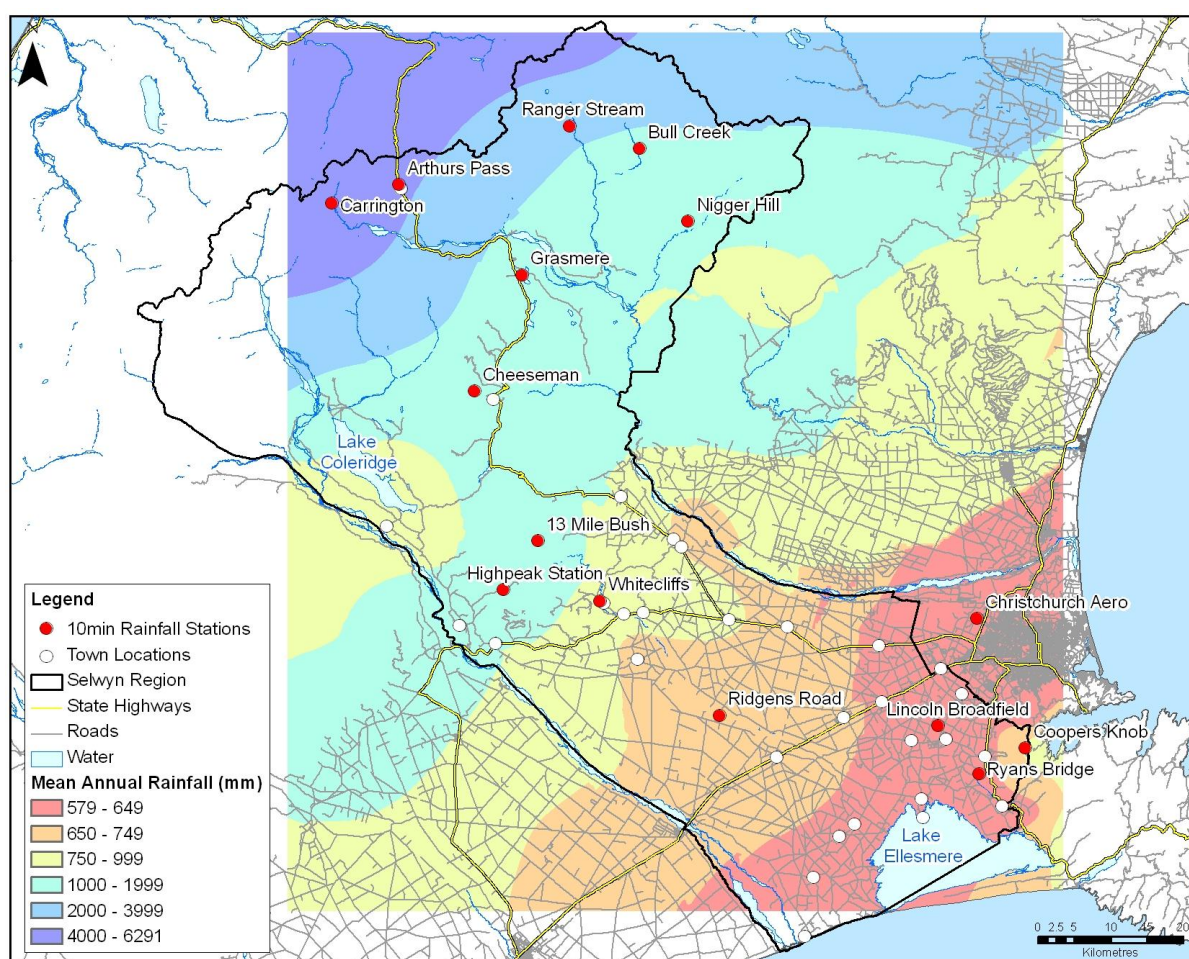 Ranger Stream
Bull Creek
Arthurs Pass
Carrington
Nigger Hill
Grasmere
Cheeseman
Lake
Coleridge
13 Mile Bush
Highpeak Station
Whitecliffs
Christchurch Aero
Ridgens Road
Lincoln Broadfield
Coopers Knob
Ryans Bridge
Lake
Ellesmere
Legend
10min Rainfall Stations
Town Locations
Selwyn Region
State Highways
Roads
Water
Mean Annual Rainfall (mm)
579 - 649
650 - 749
750 - 999
1000 - 1999
2000 - 3999
4000 - 6291
0 2.5 5 10 15 20
Kilometres